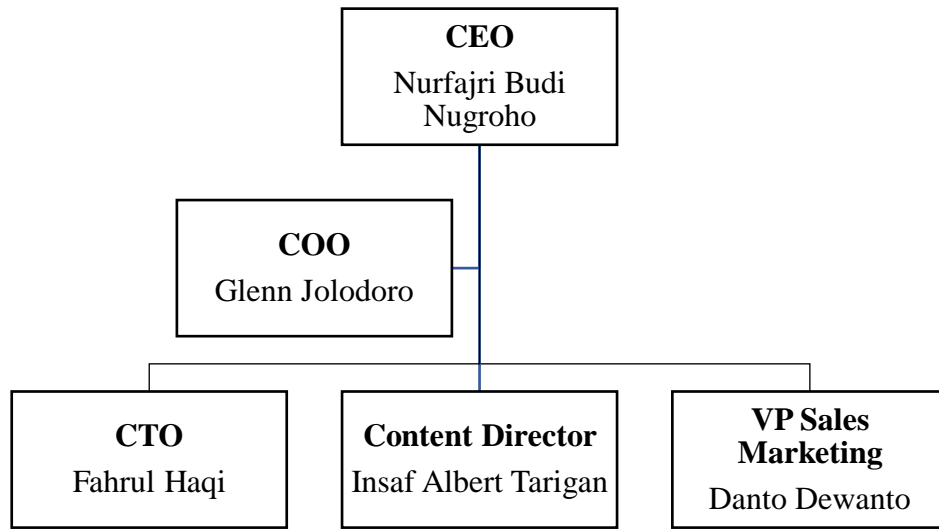 CEO
Nurfajri Budi
Nugroho
COO
Glenn Jolodoro
CTO
Fahrul Haqi
Content Director
Insaf Albert Tarigan
VP Sales
Marketing
Danto Dewanto